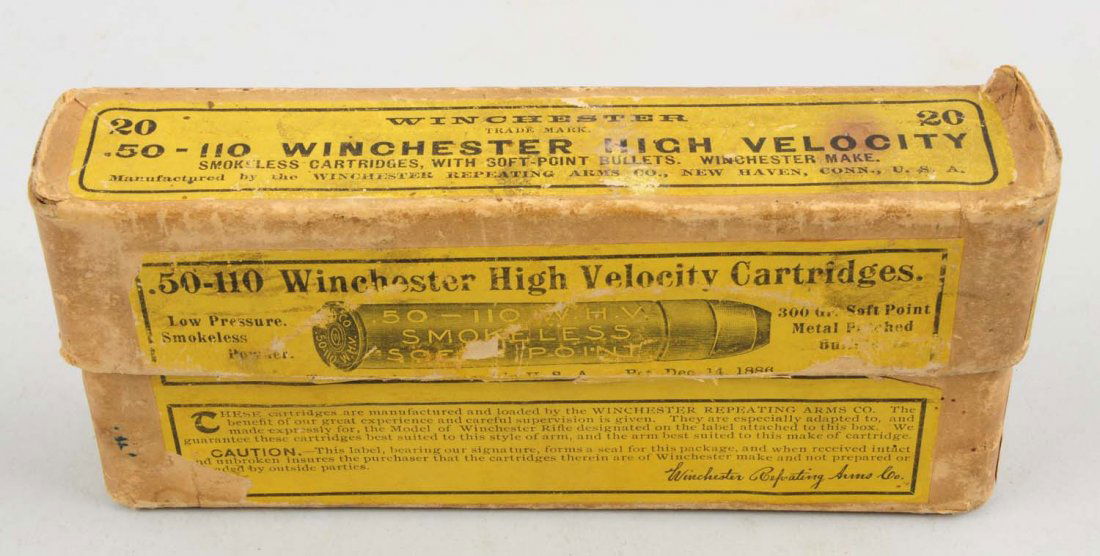 20 WINCHESTER 20
TRADE MARK.
.50-110 WINCHESTER HIGH VELOCITY
SMOKELESS CARTRIDGES, WITH SOFT-POINT BULLETS. WINCHESTER MAKE.
Manufactured by the WINCHESTER REPEATING ARMS CO., NEW HAVEN, CONN., U. S. A.
.50-110 Winchester High Velocity Cartridges.
Low Pressure.
Smokeless
Powder.
.50-110 W.H.V.
SMOKELESS
SOFT POINT
300 Gr. Soft Point
Metal Patched
U.S.A. Pat. Dec. 14, 1886
THESE cartridges are manufactured and loaded by the WINCHESTER REPEATING ARMS CO. The
benefit of our great experience and careful supervision is given. They are especially adapted to, and
made expressly for, the Model of Winchester Rifle designated on the label attached to this box. We
guarantee these cartridges best suited to this style of arm, and the arm best suited to this make of cartridge.
CAUTION.—This label, bearing our signature, forms a seal for this package, and when received intact
and unbroken insures the purchaser that the cartridges therein are of Winchester make and not prepared or
by outside parties.
Winchester Repeating Arms Co.